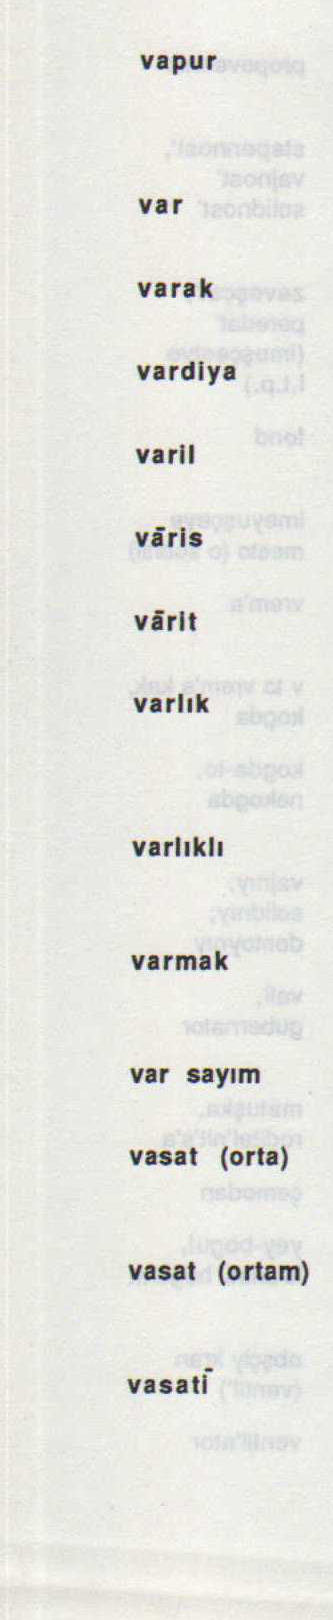 vapur
var
varak
vardiya
varil
vāris
vārit
varlık
varlıklı
varmak
var sayım
vasat (orta)
vasat (ortam)
vasatī